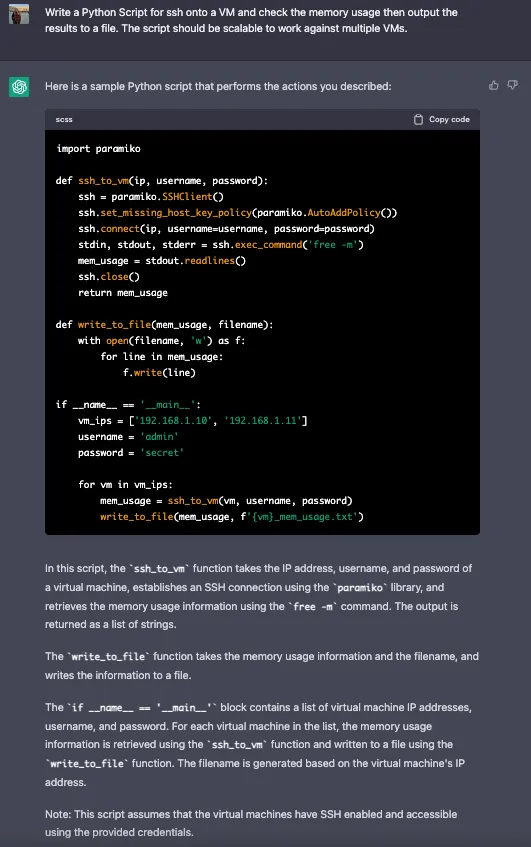 Write a Python Script for ssh onto a VM and check the memory usage then output the
results to a file. The script should be scalable to work against multiple VMs.
Here is a sample Python script that performs the actions you described:
scss
Copy code
import paramiko
def ssh_to_vm(ip, username, password):
    ssh = paramiko.SSHClient()
    ssh.set_missing_host_key_policy(paramiko.AutoAddPolicy())
    ssh.connect(ip, username=username, password=password)
    stdin, stdout, stderr = ssh.exec_command('free -m')
    mem_usage = stdout.readlines()
    ssh.close()
    return mem_usage
def write_to_file(mem_usage, filename):
    with open(filename, 'w') as f:
        for line in mem_usage:
            f.write(line)
if __name__ == '__main__':
    vm_ips = ['192.168.1.10', '192.168.1.11']
    username = 'admin'
    password = 'secret'
    for vm in vm_ips:
        mem_usage = ssh_to_vm(vm, username, password)
        write_to_file(mem_usage, f'{vm}_mem_usage.txt')
In this script, the `ssh_to_vm` function takes the IP address, username, and password of
a virtual machine, establishes an SSH connection using the `paramiko` library, and
retrieves the memory usage information using the `free -m` command. The output is
returned as a list of strings.
The `write_to_file` function takes the memory usage information and the filename, and
writes the information to a file.
The `if __name__ == '__main__'` block contains a list of virtual machine IP addresses,
username, and password. For each virtual machine in the list, the memory usage
information is retrieved using the `ssh_to_vm` function and written to a file using the
`write_to_file` function. The filename is generated based on the virtual machine's IP
address.
Note: This script assumes that the virtual machines have SSH enabled and accessible
using the provided credentials.